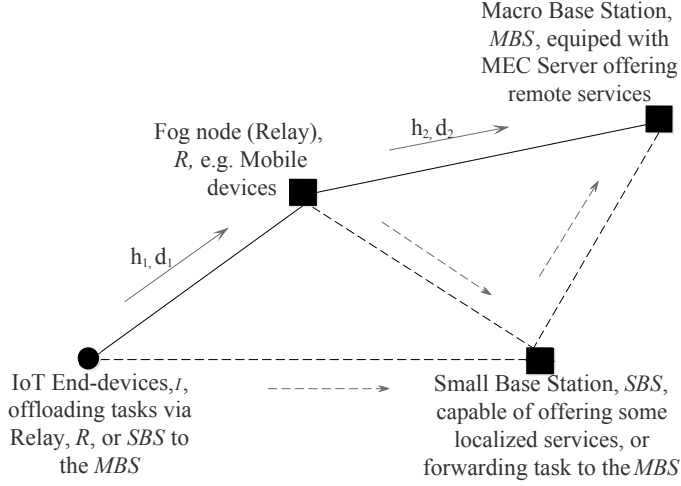 Macro Base Station,
MBS, equiped with
MEC Server offering
remote services
Fog node (Relay),
R, e.g. Mobile
devices
h2, d2
h1, d1
IoT End-devices,I,
offloading tasks via
Relay, R, or SBS to
the MBS
Small Base Station, SBS,
capable of offering some
localized services, or
forwarding task to the MBS